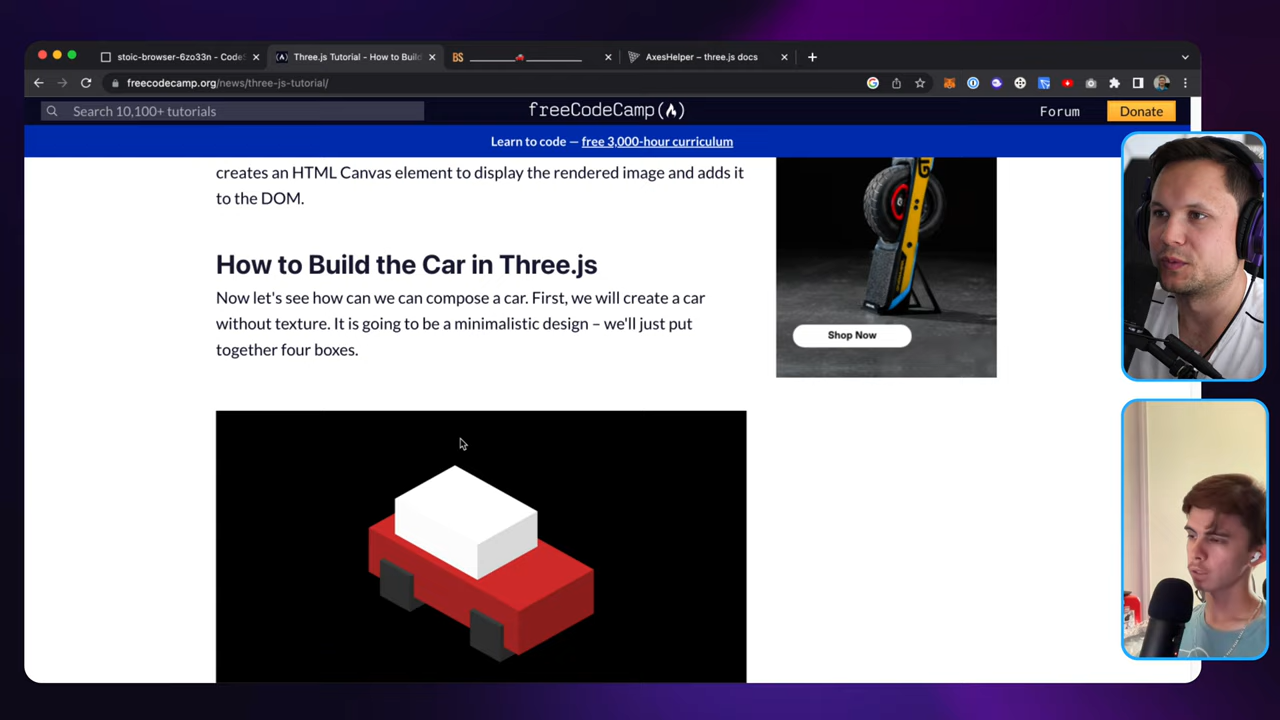 stoic-browser-6zo33n – CodeS
Three.js Tutorial – How to Buil
BS
AxesHelper – three.js docs
freecodecamp.org/news/three-js-tutorial/
Search 10,100+ tutorials
freeCodeCamp
Forum
Donate
Learn to code — free 3,000-hour curriculum
creates an HTML Canvas element to display the rendered image and adds it
to the DOM.
How to Build the Car in Three.js
Now let's see how can we can compose a car. First, we will create a car
without texture. It is going to be a minimalistic design – we'll just put
together four boxes.
Shop Now